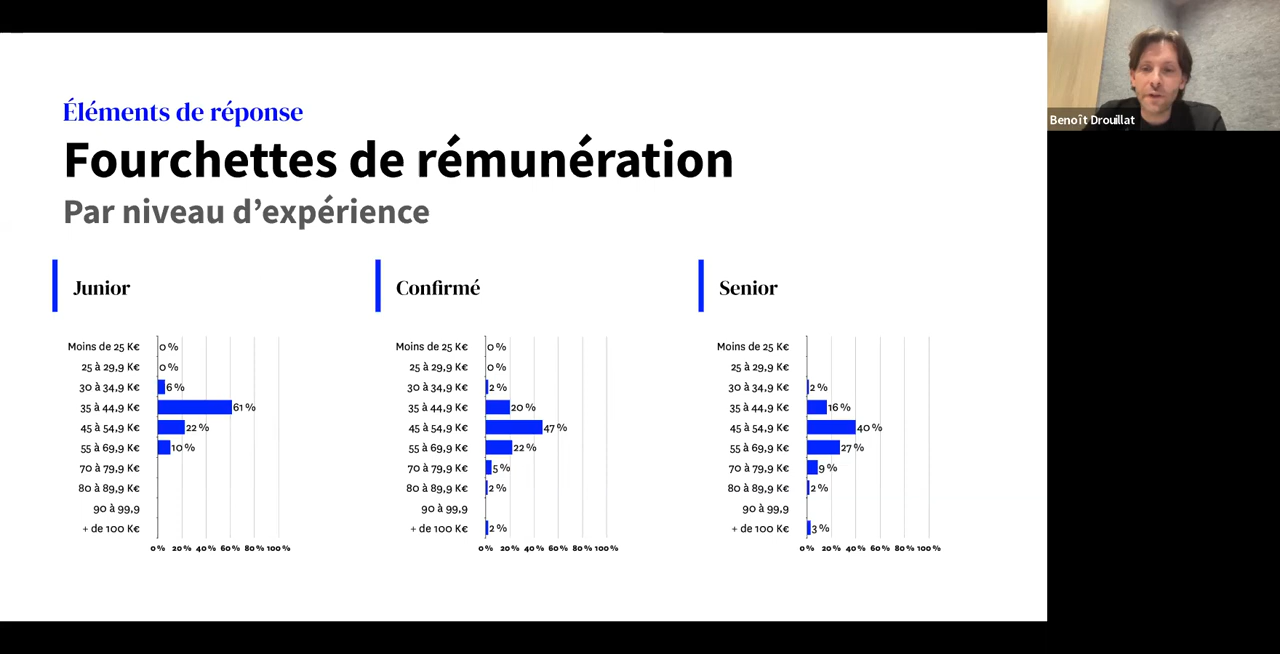 Éléments de réponse
Fourchettes de rémunération
Par niveau d’expérience
Junior
Moins de 25 K€ 0 %
25 à 29,9 K€ 0 %
30 à 34,9 K€ 6 %
35 à 44,9 K€ 61 %
45 à 54,9 K€ 22 %
55 à 69,9 K€ 10 %
70 à 79,9 K€
80 à 89,9 K€
90 à 99,9
+ de 100 K€
0 % 20 % 40 % 60 % 80 % 100 %
Confirmé
Moins de 25 K€ 0 %
25 à 29,9 K€ 0 %
30 à 34,9 K€ 2 %
35 à 44,9 K€ 20 %
45 à 54,9 K€ 47 %
55 à 69,9 K€ 22 %
70 à 79,9 K€ 5 %
80 à 89,9 K€ 2 %
90 à 99,9
+ de 100 K€ 2 %
0 % 20 % 40 % 60 % 80 % 100 %
Senior
Moins de 25 K€
25 à 29,9 K€
30 à 34,9 K€ 2 %
35 à 44,9 K€ 16 %
45 à 54,9 K€ 40 %
55 à 69,9 K€ 27 %
70 à 79,9 K€ 9 %
80 à 89,9 K€ 2 %
90 à 99,9
+ de 100 K€ 3 %
0 % 20 % 40 % 60 % 80 % 100 %
Benoît Drouillat